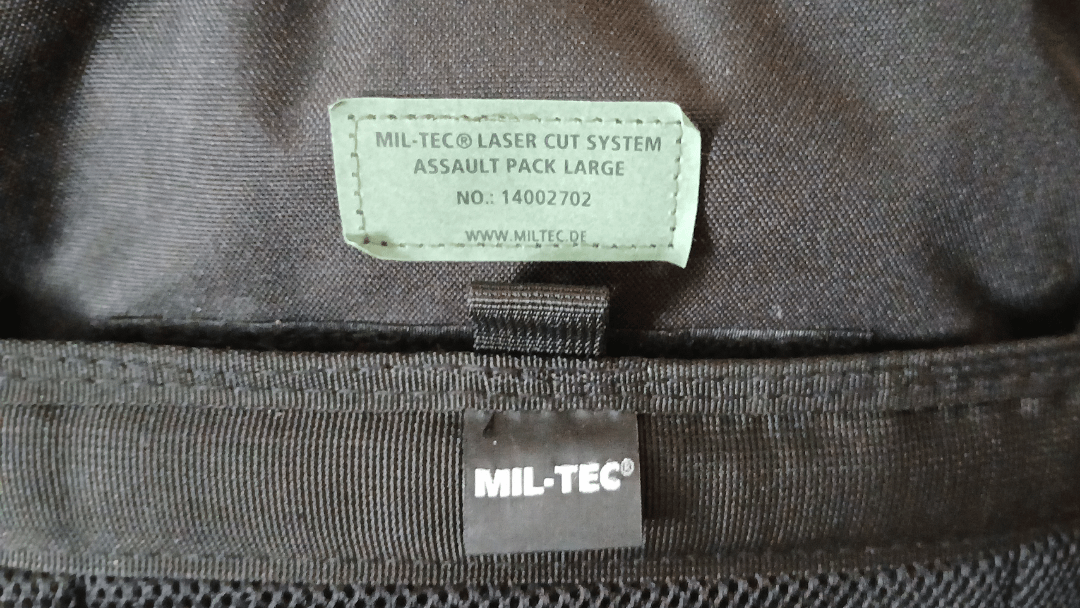 MIL-TEC® LASER CUT SYSTEM
ASSAULT PACK LARGE
NO.: 14002702
WWW.MILTEC.DE
MIL-TEC®